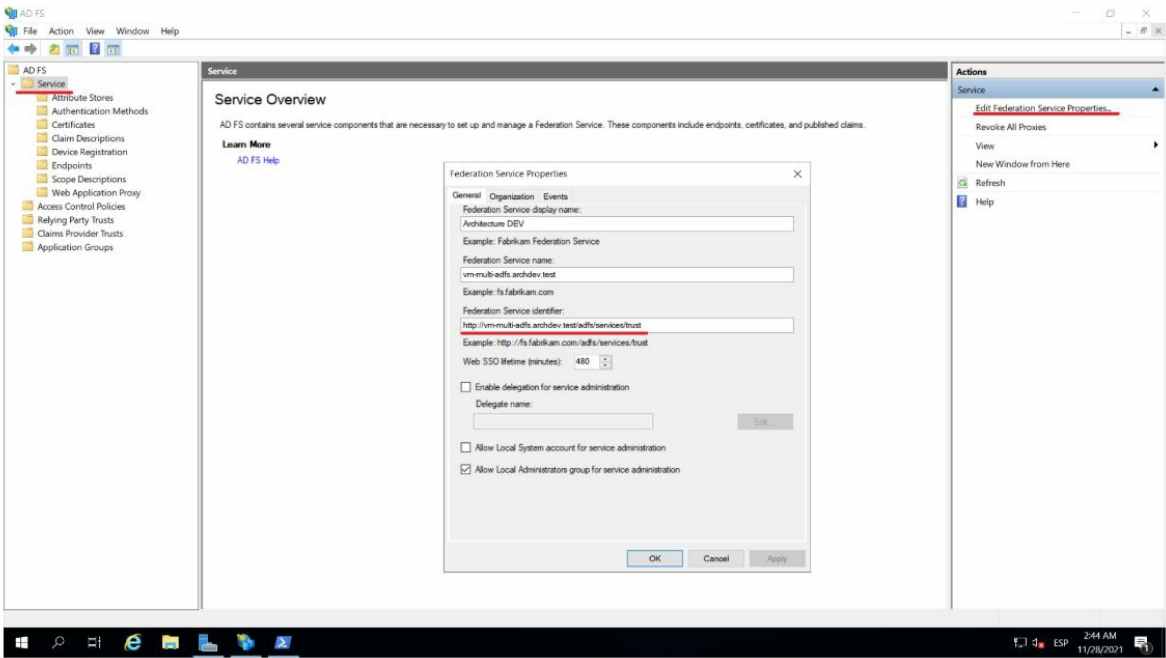 AD FS
File Action View Window Help
AD FS
Service
Attribute Stores
Authentication Methods
Certificates
Claim Descriptions
Device Registration
Endpoints
Scope Descriptions
Web Application Proxy
Access Control Policies
Relying Party Trusts
Claims Provider Trusts
Application Groups
Service
Service Overview
AD FS contains several service components that are necessary to set up and manage a Federation Service. These components include endpoints, certificates, and published claims.
Learn More
AD FS Help
Federation Service Properties
General Organization Events
Federation Service display name:
Architecture DEV
Example: Fabrikam Federation Service
Federation Service name:
vm-multi-adfs.archdev.test
Example: fs.fabrikam.com
Federation Service identifier:
http://vm-multi-adfs.archdev.test/adfs/services/trust
Example: http://fs.fabrikam.com/adfs/services/trust
Web SSO lifetime (minutes): 480
Enable delegation for service administration
Delegate name:
Edit...
Allow Local System account for service administration
Allow Local Administrators group for service administration
OK Cancel Apply
Actions
Service
Edit Federation Service Properties...
Revoke All Proxies
View
New Window from Here
Refresh
Help
ESP
2:44 AM
11/28/2021